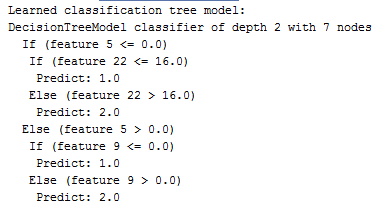 Learned classification tree model:
DecisionTreeModel classifier of depth 2 with 7 nodes
  If (feature 5 <= 0.0)
   If (feature 22 <= 16.0)
    Predict: 1.0
   Else (feature 22 > 16.0)
    Predict: 2.0
  Else (feature 5 > 0.0)
   If (feature 9 <= 0.0)
    Predict: 1.0
   Else (feature 9 > 0.0)
    Predict: 2.0